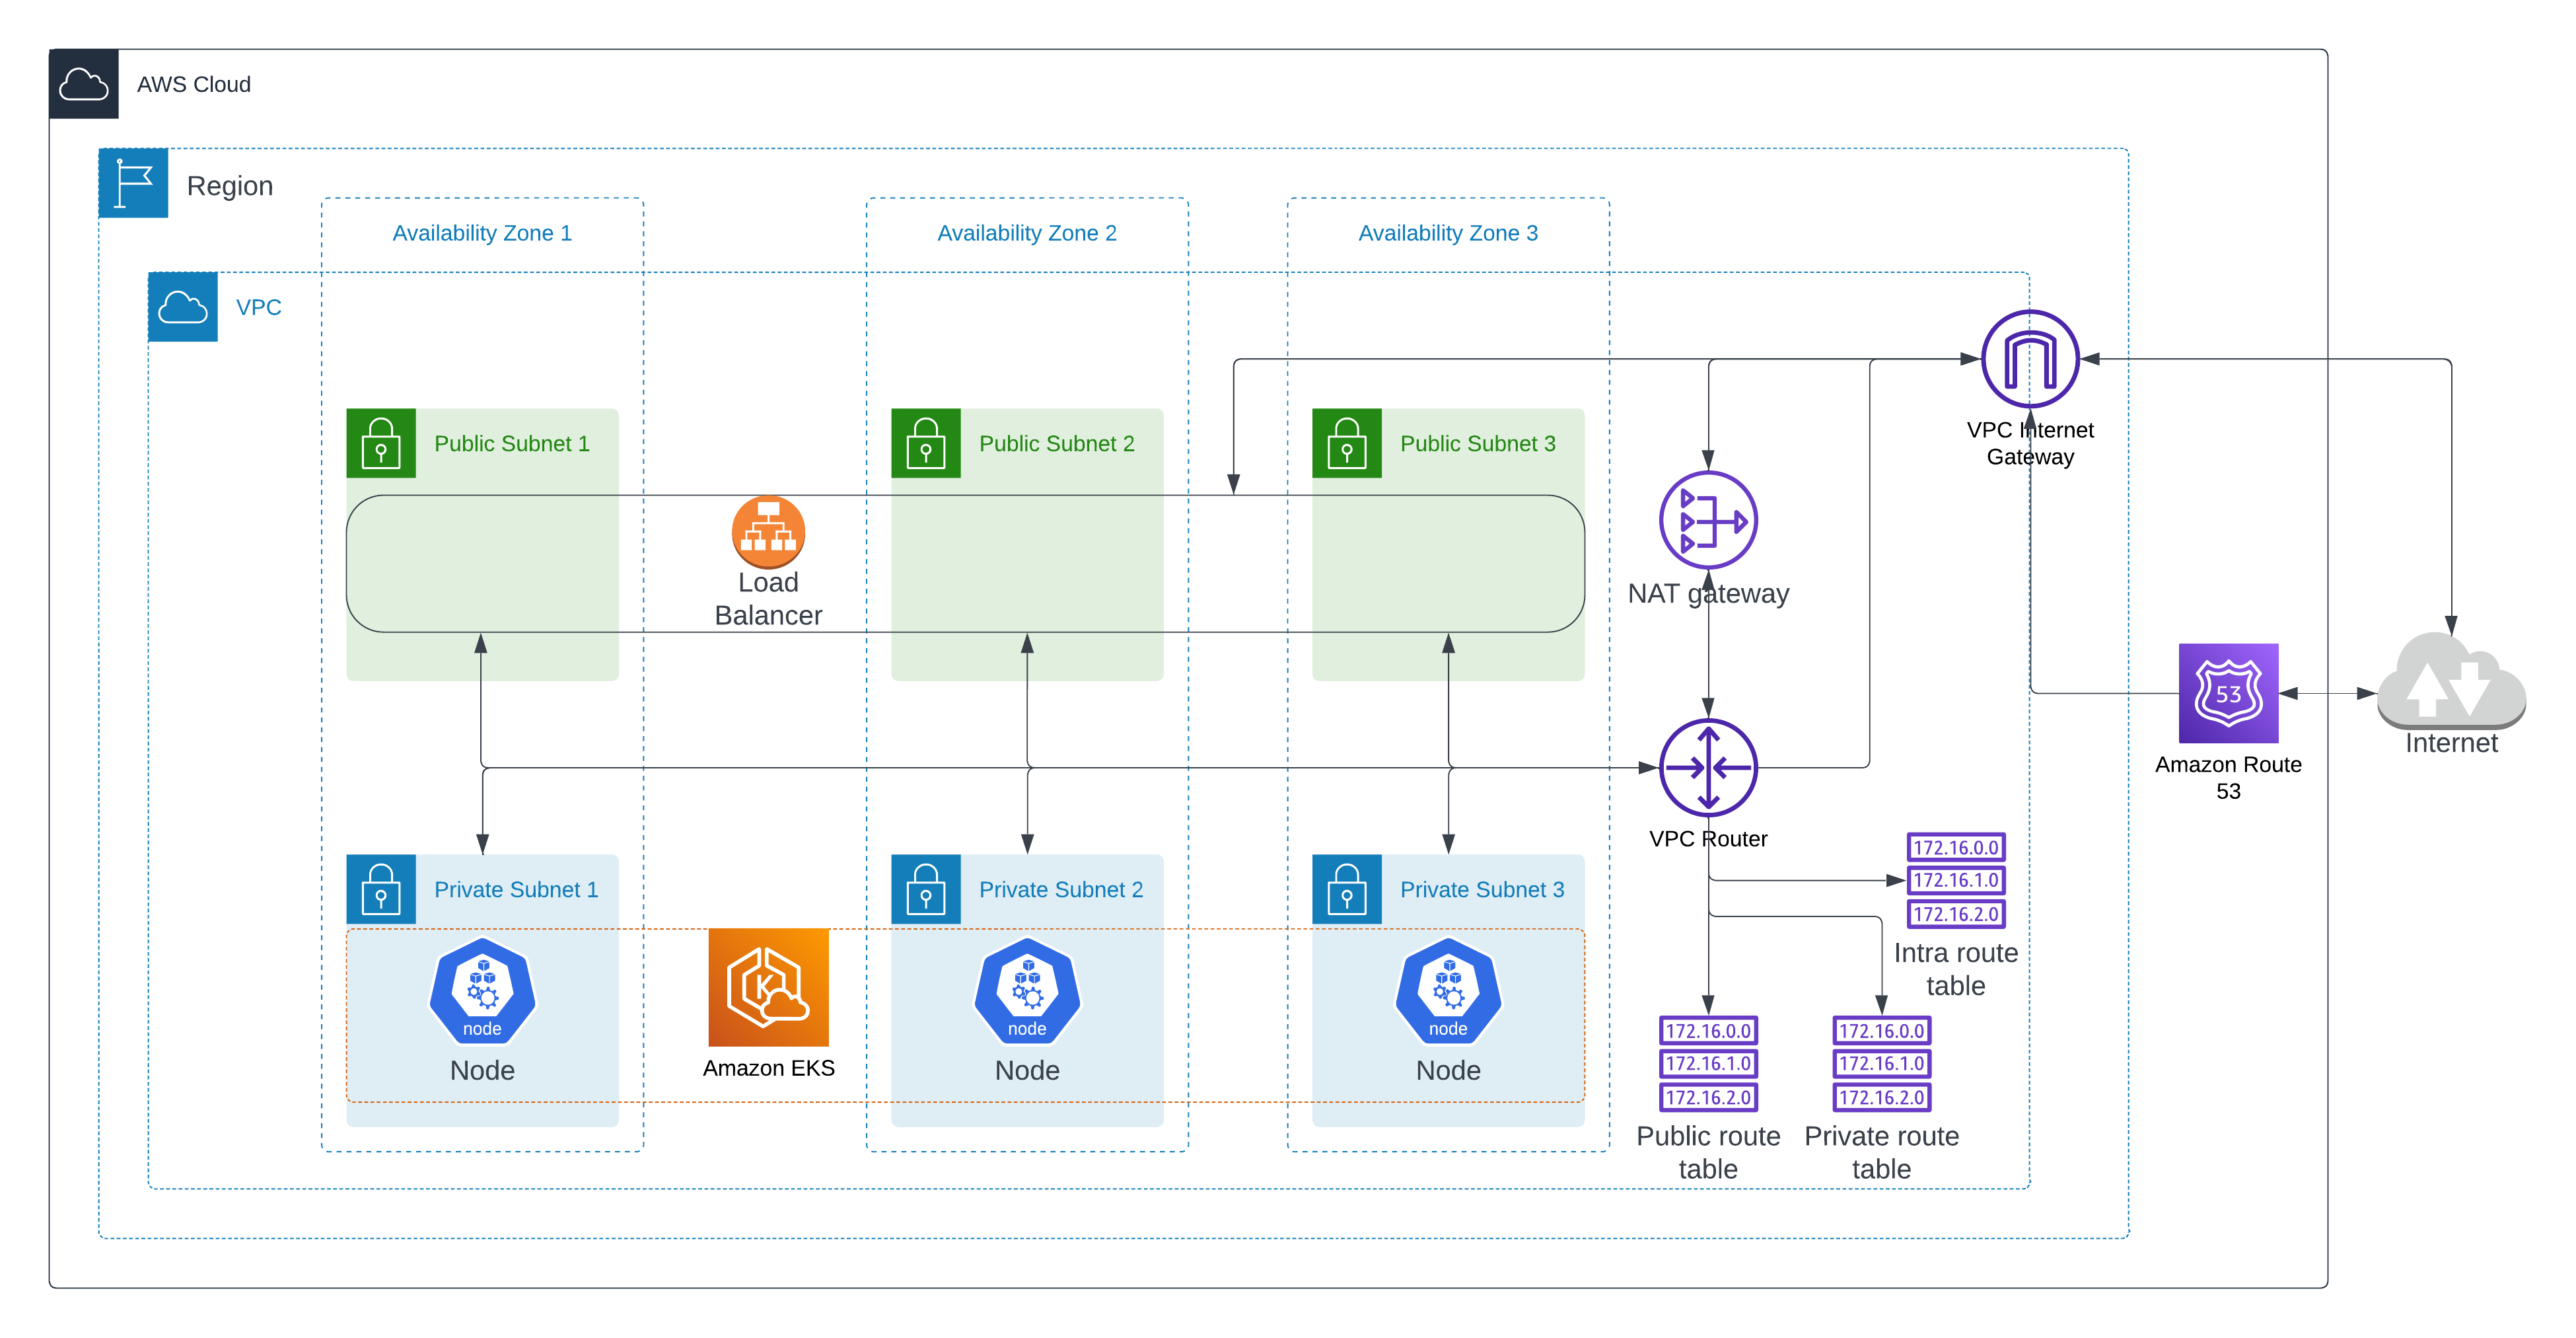 AWS Cloud
Region
Availability Zone 1
Availability Zone 2
Availability Zone 3
VPC
VPC Internet
Gateway
Public Subnet 1
Public Subnet 2
Public Subnet 3
Load
Balancer
NAT gateway
53
Amazon Route
53
Internet
VPC Router
172.16.0.0
172.16.1.0
172.16.2.0
Intra route
table
Private Subnet 1
Private Subnet 2
Private Subnet 3
node
Node
K
Amazon EKS
node
Node
node
Node
172.16.0.0
172.16.1.0
172.16.2.0
Public route
table
172.16.0.0
172.16.1.0
172.16.2.0
Private route
table